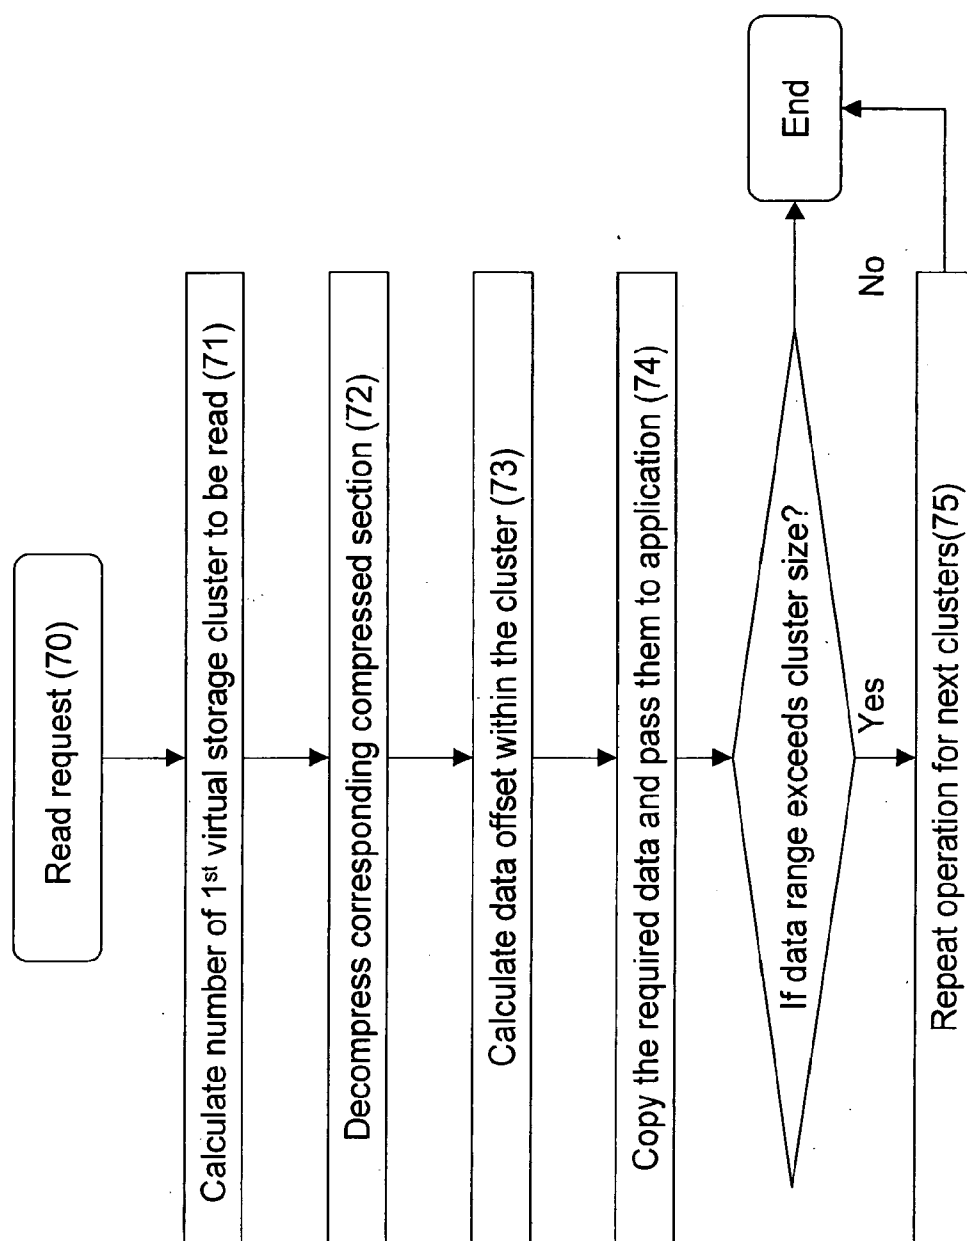 Read request (70)
Calculate number of 1st virtual storage cluster to be read (71)
Decompress corresponding compressed section (72)
Calculate data offset within the cluster (73)
Copy the required data and pass them to application (74)
If data range exceeds cluster size?
Yes
No
End
Repeat operation for next clusters(75)